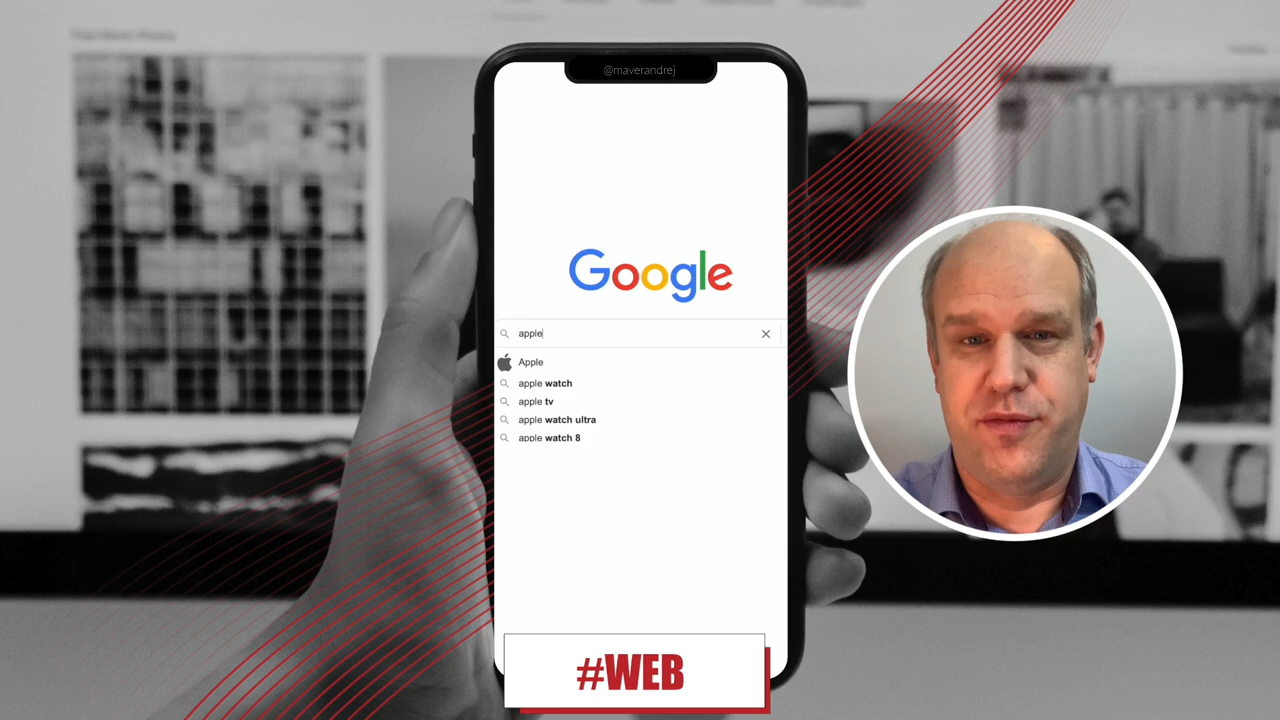 @maverandrej
Google
apple
Apple
apple watch
apple tv
apple watch ultra
apple watch 8
#WEB